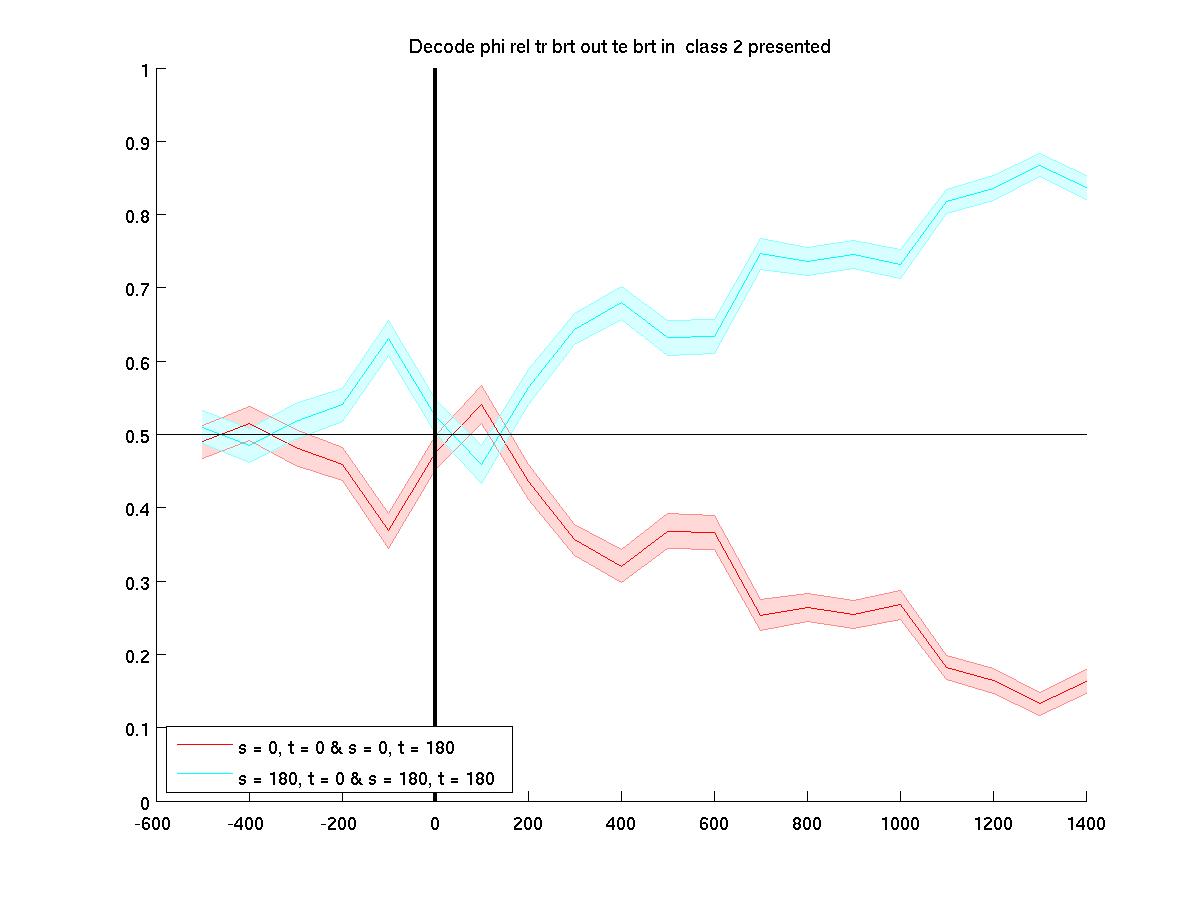 Decode phi rel tr brt out te brt in  class 2 presented
1
0.9
0.8
0.7
0.6
0.5
0.4
0.3
0.2
0.1
0
s = 0, t = 0 & s = 0, t = 180
s = 180, t = 0 & s = 180, t = 180
-600 -400 -200 0 200 400 600 800 1000 1200 1400